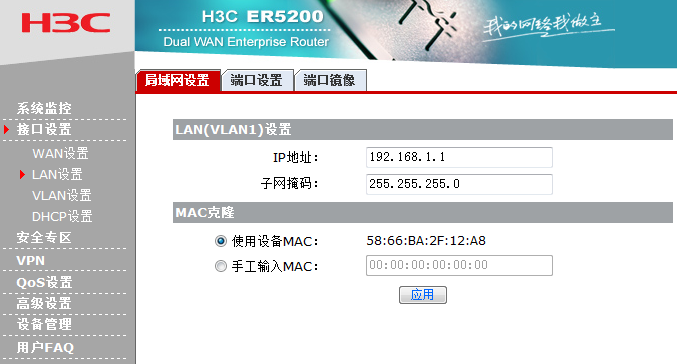 H3C
H3C ER5200
Dual WAN Enterprise Router
我的网络我做主
局域网设置 端口设置 端口镜像
系统监控
接口设置
WAN设置
LAN设置
VLAN设置
DHCP设置
安全专区
VPN
QoS设置
高级设置
设备管理
用户FAQ
LAN(VLAN1)设置
IP地址： 192.168.1.1
子网掩码： 255.255.255.0
MAC克隆
使用设备MAC： 58:66:BA:2F:12:A8
手工输入MAC： 00:00:00:00:00:00
应用